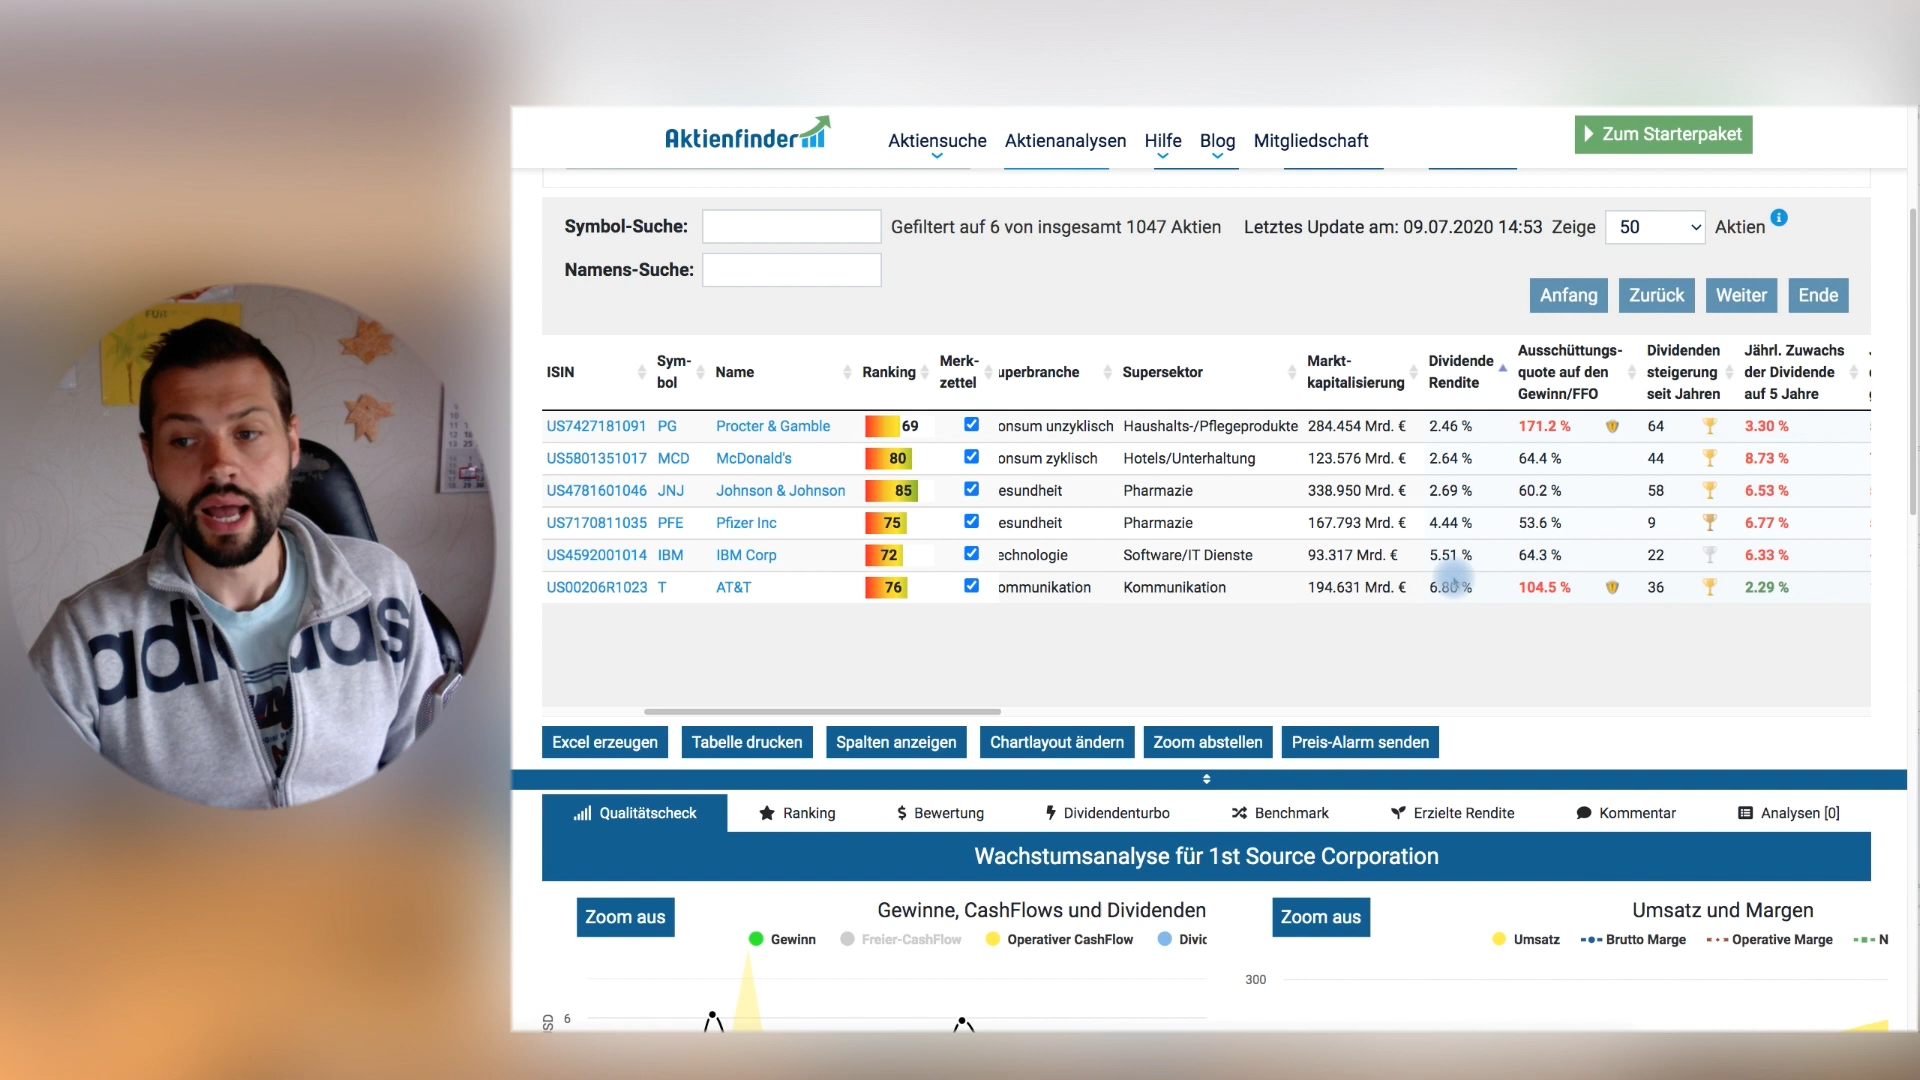 Aktienfinder
Aktiensuche Aktienanalysen Hilfe Blog Mitgliedschaft
Zum Starterpaket
Symbol-Suche: Gefiltert auf 6 von insgesamt 1047 Aktien Letztes Update am: 09.07.2020 14:53 Zeige 50 Aktien
Namens-Suche:
Anfang Zurück Weiter Ende
ISIN Sym-bol Name Ranking Merk-zettel uperbranche Supersektor Markt-kapitalisierung Dividende Rendite Ausschüttungs-quote auf den Gewinn/FFO Dividenden steigerung seit Jahren Jährl. Zuwachs der Dividende auf 5 Jahre
US7427181091 PG Procter & Gamble 69 onsum unzyklisch Haushalts-/Pflegeprodukte 284.454 Mrd. € 2.46 % 171.2 % 64 3.30 %
US5801351017 MCD McDonald's 80 onsum zyklisch Hotels/Unterhaltung 123.576 Mrd. € 2.64 % 64.4 % 44 8.73 %
US4781601046 JNJ Johnson & Johnson 85 esundheit Pharmazie 338.950 Mrd. € 2.69 % 60.2 % 58 6.53 %
US7170811035 PFE Pfizer Inc 75 esundheit Pharmazie 167.793 Mrd. € 4.44 % 53.6 % 9 6.77 %
US4592001014 IBM IBM Corp 72 echnologie Software/IT Dienste 93.317 Mrd. € 5.51 % 64.3 % 22 6.33 %
US00206R1023 T AT&T 76 ommunikation Kommunikation 194.631 Mrd. € 6.80 % 104.5 % 36 2.29 %
Excel erzeugen Tabelle drucken Spalten anzeigen Chartlayout ändern Zoom abstellen Preis-Alarm senden
Qualitätscheck Ranking Bewertung Dividendenturbo Benchmark Erzielte Rendite Kommentar Analysen [0]
Wachstumsanalyse für 1st Source Corporation
Zoom aus Gewinne, CashFlows und Dividenden Zoom aus Umsatz und Margen
Gewinn Freier-CashFlow Operativer CashFlow Divid Umsatz Brutto Marge Operative Marge N
300
6
adidas